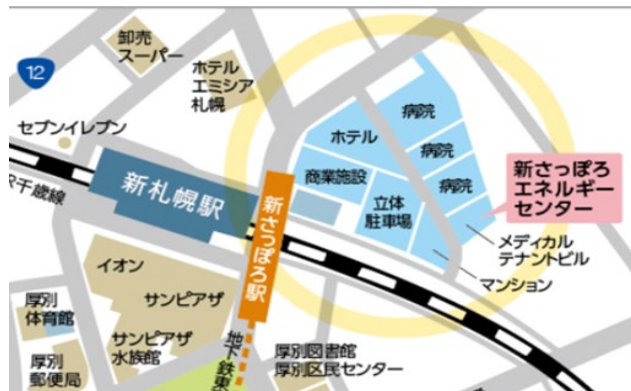 12
卸売
スーパー
ホテル
エミシア
札幌
セブンイレブン
千歳線
新札幌駅
新さっぽろ駅
病院
ホテル
病院
商業施設
病院
立体
駐車場
新さっぽろ
エネルギー
センター
メディカル
テナントビル
マンション
イオン
サンピアザ
厚別
体育館
サンピアザ
水族館
厚別
郵便局
地下鉄東
厚別図書館
厚別区民センター